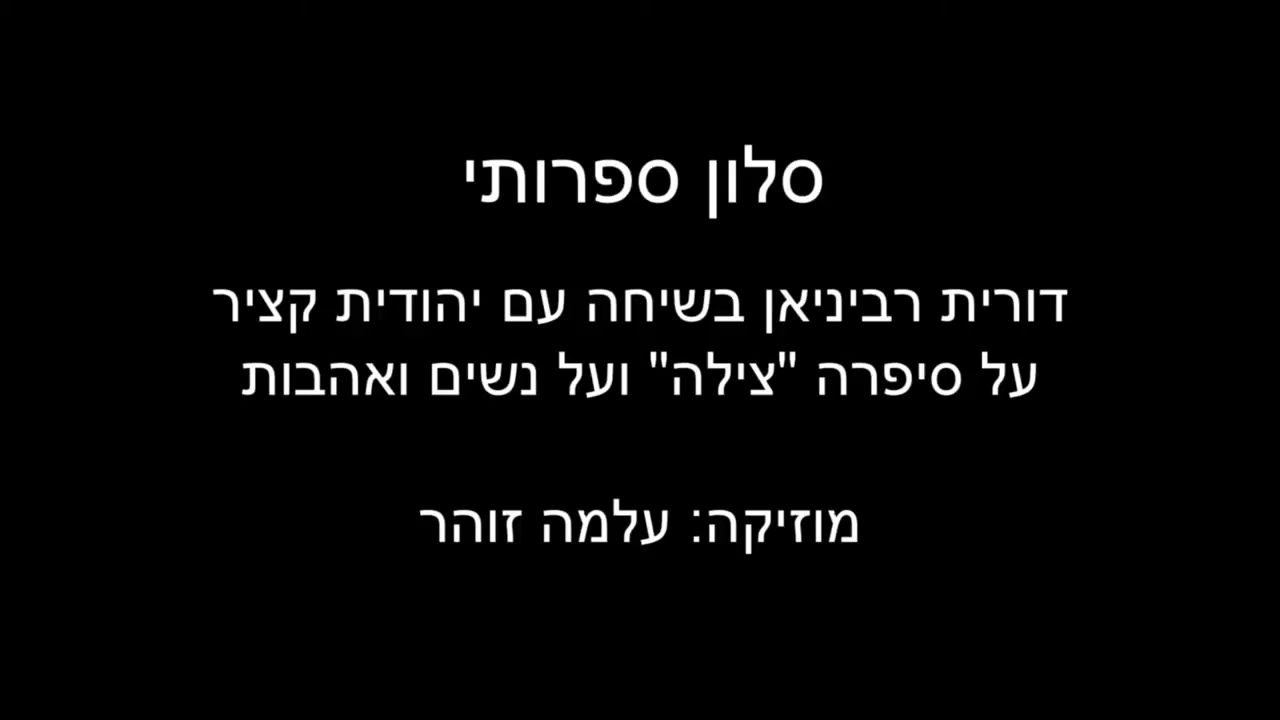 סלון ספרותי
דורית רביניאן בשיחה עם יהודית קציר
על סיפרה "צילה" ועל נשים ואהבות
מוזיקה: עלמה זוהר